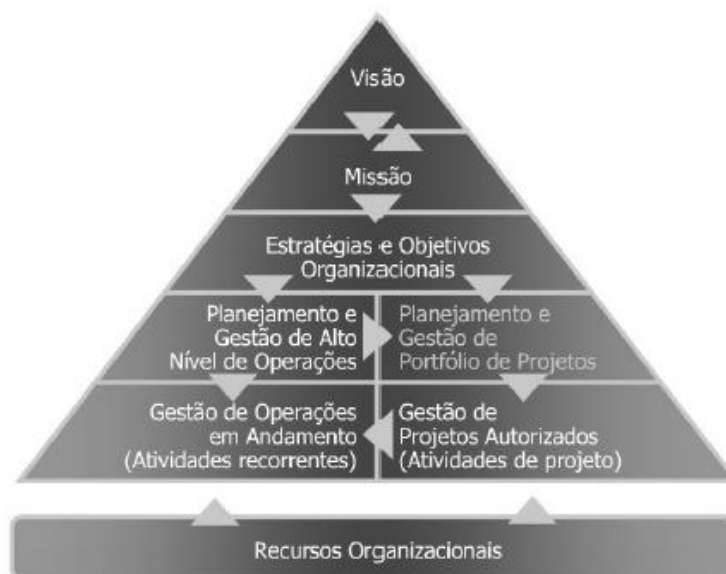 Visão
Missão
Estratégias e Objetivos
Organizacionais
Planejamento e
Gestão de Alto
Nível de Operações
Planejamento e
Gestão de
Portfólio de Projetos
Gestão de Operações
em Andamento
(Atividades recorrentes)
Gestão de
Projetos Autorizados
(Atividades de projeto)
Recursos Organizacionais